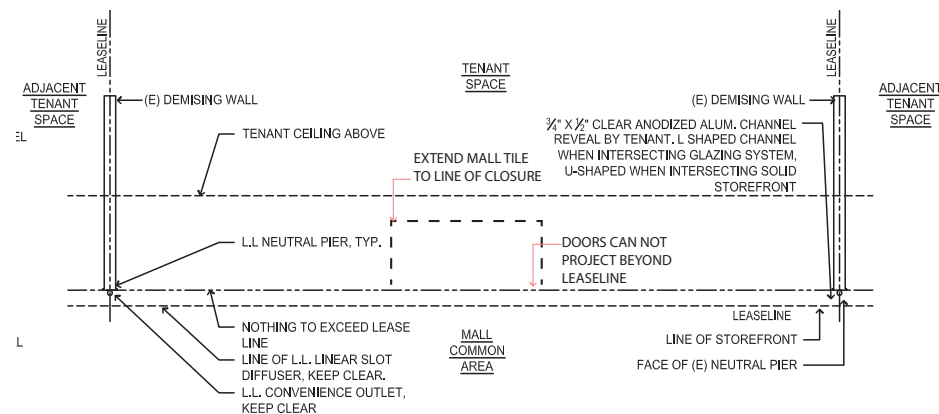 LEASELINE
ADJACENT
TENANT
SPACE
(E) DEMISING WALL
TENANT CEILING ABOVE
TENANT
SPACE
EXTEND MALL TILE
TO LINE OF CLOSURE
LEASELINE
ADJACENT
TENANT
SPACE
(E) DEMISING WALL
¾" X ½" CLEAR ANODIZED ALUM. CHANNEL
REVEAL BY TENANT. L SHAPED CHANNEL
WHEN INTERSECTING GLAZING SYSTEM,
U-SHAPED WHEN INTERSECTING SOLID
STOREFRONT
EL
L.L NEUTRAL PIER, TYP.
DOORS CAN NOT
PROJECT BEYOND
LEASELINE
NOTHING TO EXCEED LEASE
LINE
LINE OF L.L. LINEAR SLOT
DIFFUSER, KEEP CLEAR.
L.L. CONVENIENCE OUTLET,
KEEP CLEAR
MALL
COMMON
AREA
LEASELINE
LINE OF STOREFRONT
FACE OF (E) NEUTRAL PIER
L